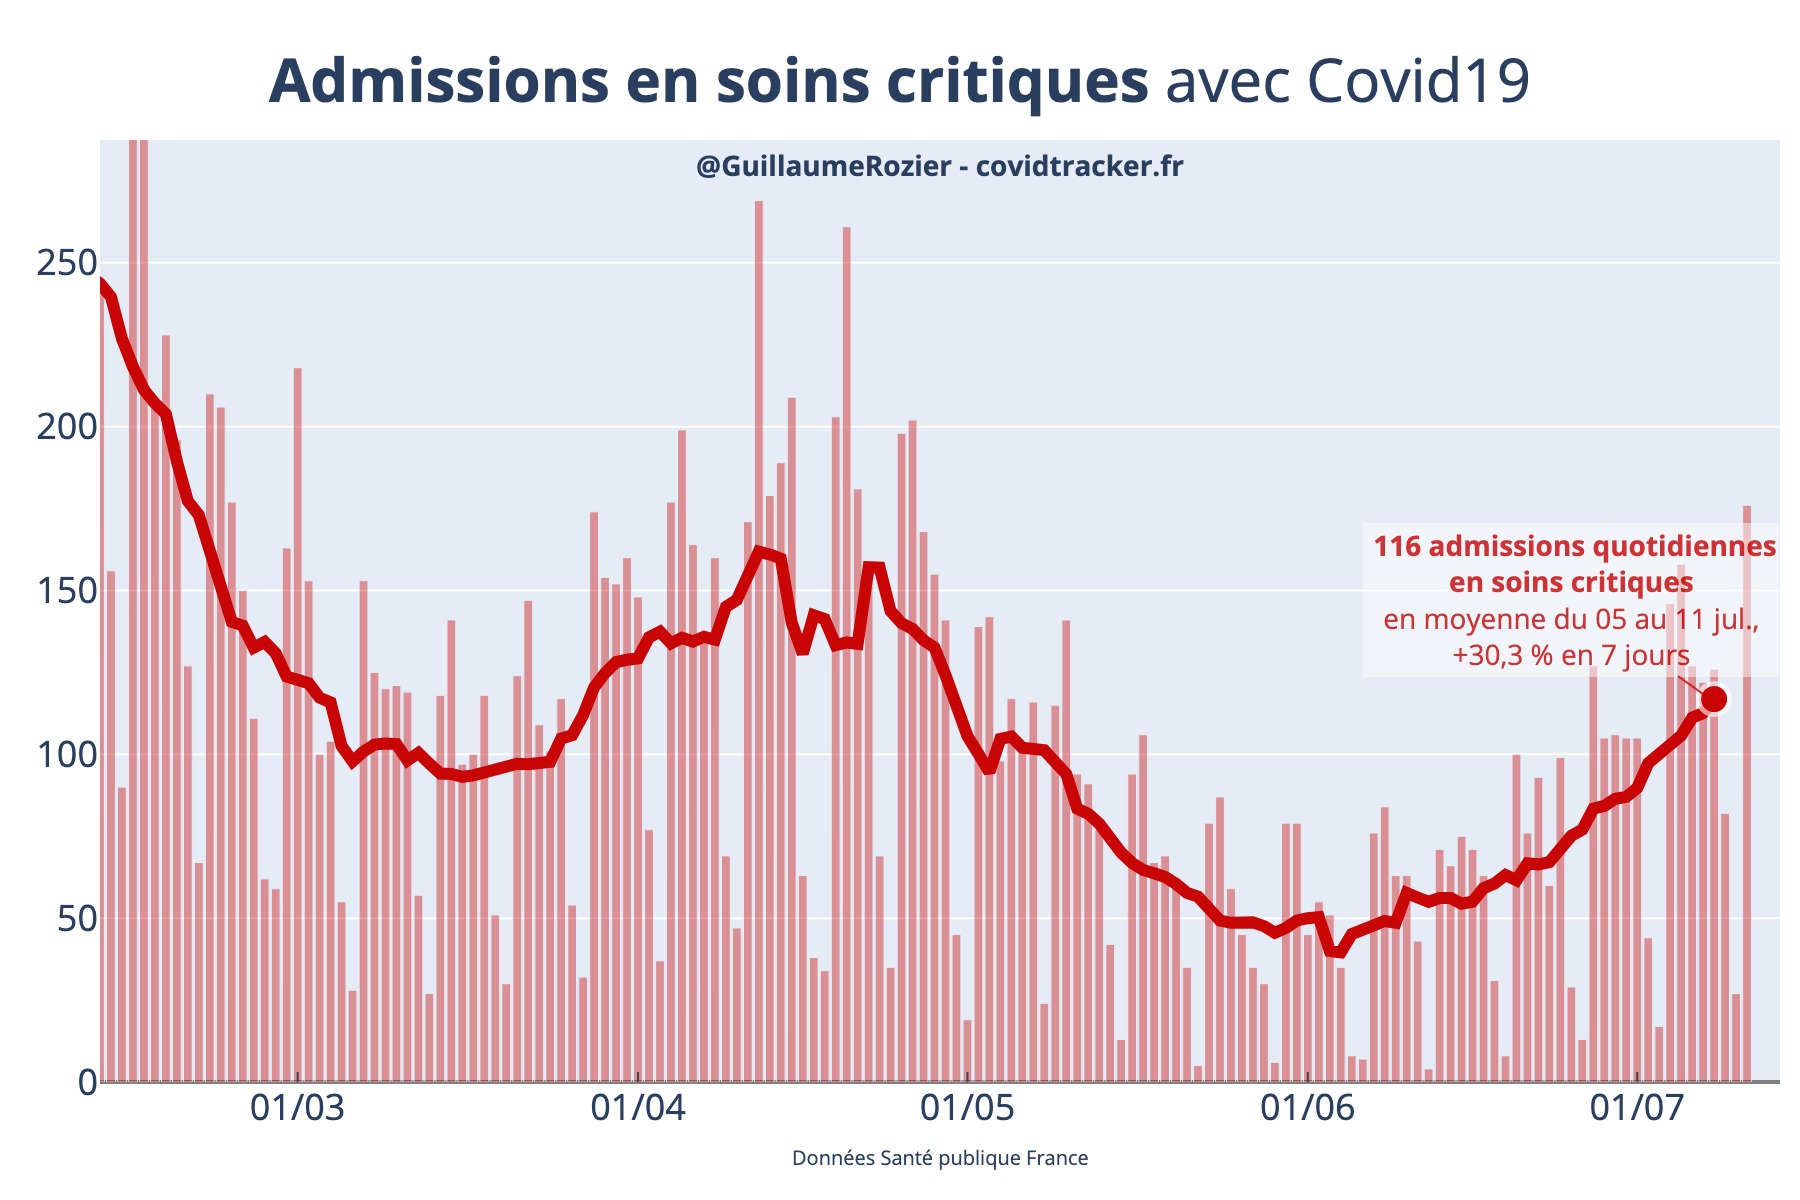 Admissions en soins critiques avec Covid19
@GuillaumeRozier - covidtracker.fr
250
200
150
100
50
0
116 admissions quotidiennes
en soins critiques
en moyenne du 05 au 11 jul.,
+30,3 % en 7 jours
01/03 01/04 01/05 01/06 01/07
Données Santé publique France